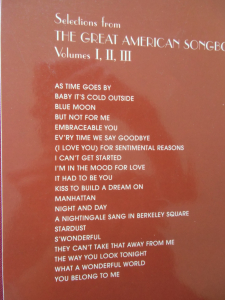 Selections from
THE GREAT AMERICAN SONGBO
Volumes I, II, III
AS TIME GOES BY
BABY IT'S COLD OUTSIDE
BLUE MOON
BUT NOT FOR ME
EMBRACEABLE YOU
EV'RY TIME WE SAY GOODBYE
(I LOVE YOU) FOR SENTIMENTAL REASONS
I CAN'T GET STARTED
I'M IN THE MOOD FOR LOVE
IT HAD TO BE YOU
KISS TO BUILD A DREAM ON
MANHATTAN
NIGHT AND DAY
A NIGHTINGALE SANG IN BERKELEY SQUARE
STARDUST
S'WONDERFUL
THEY CAN'T TAKE THAT AWAY FROM ME
THE WAY YOU LOOK TONIGHT
WHAT A WONDERFUL WORLD
YOU BELONG TO ME